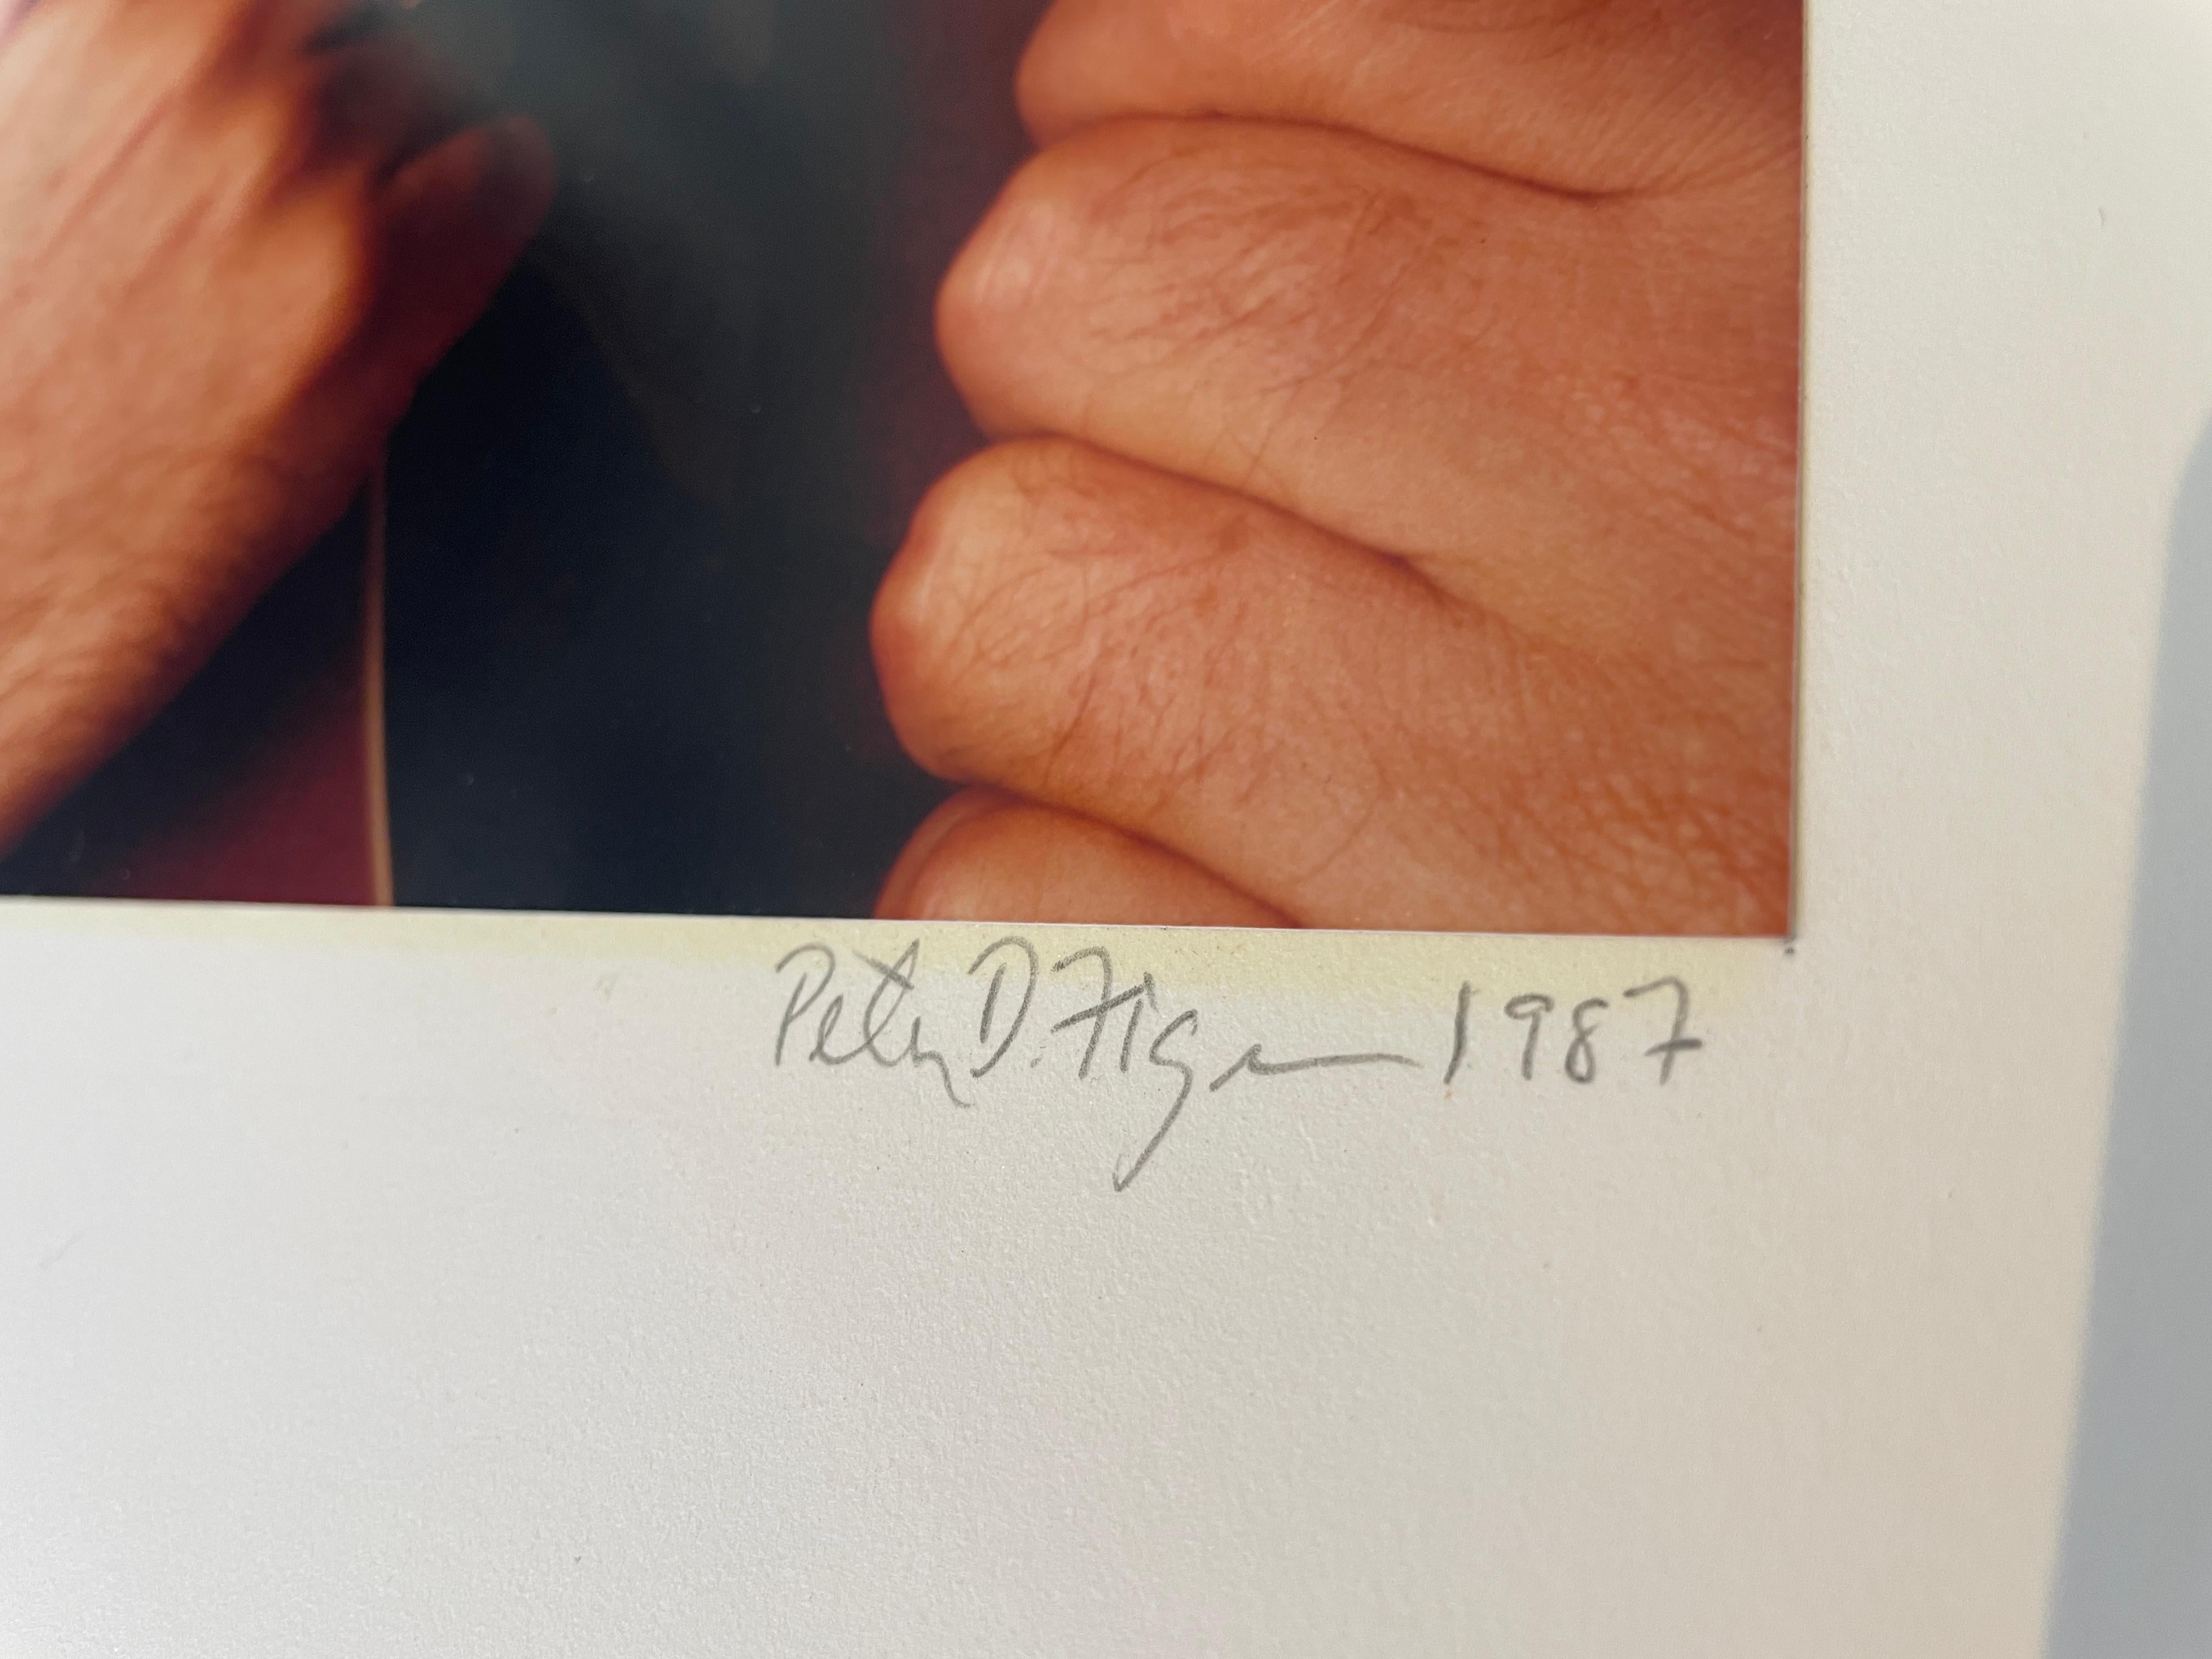 Peter D. Figen 1987